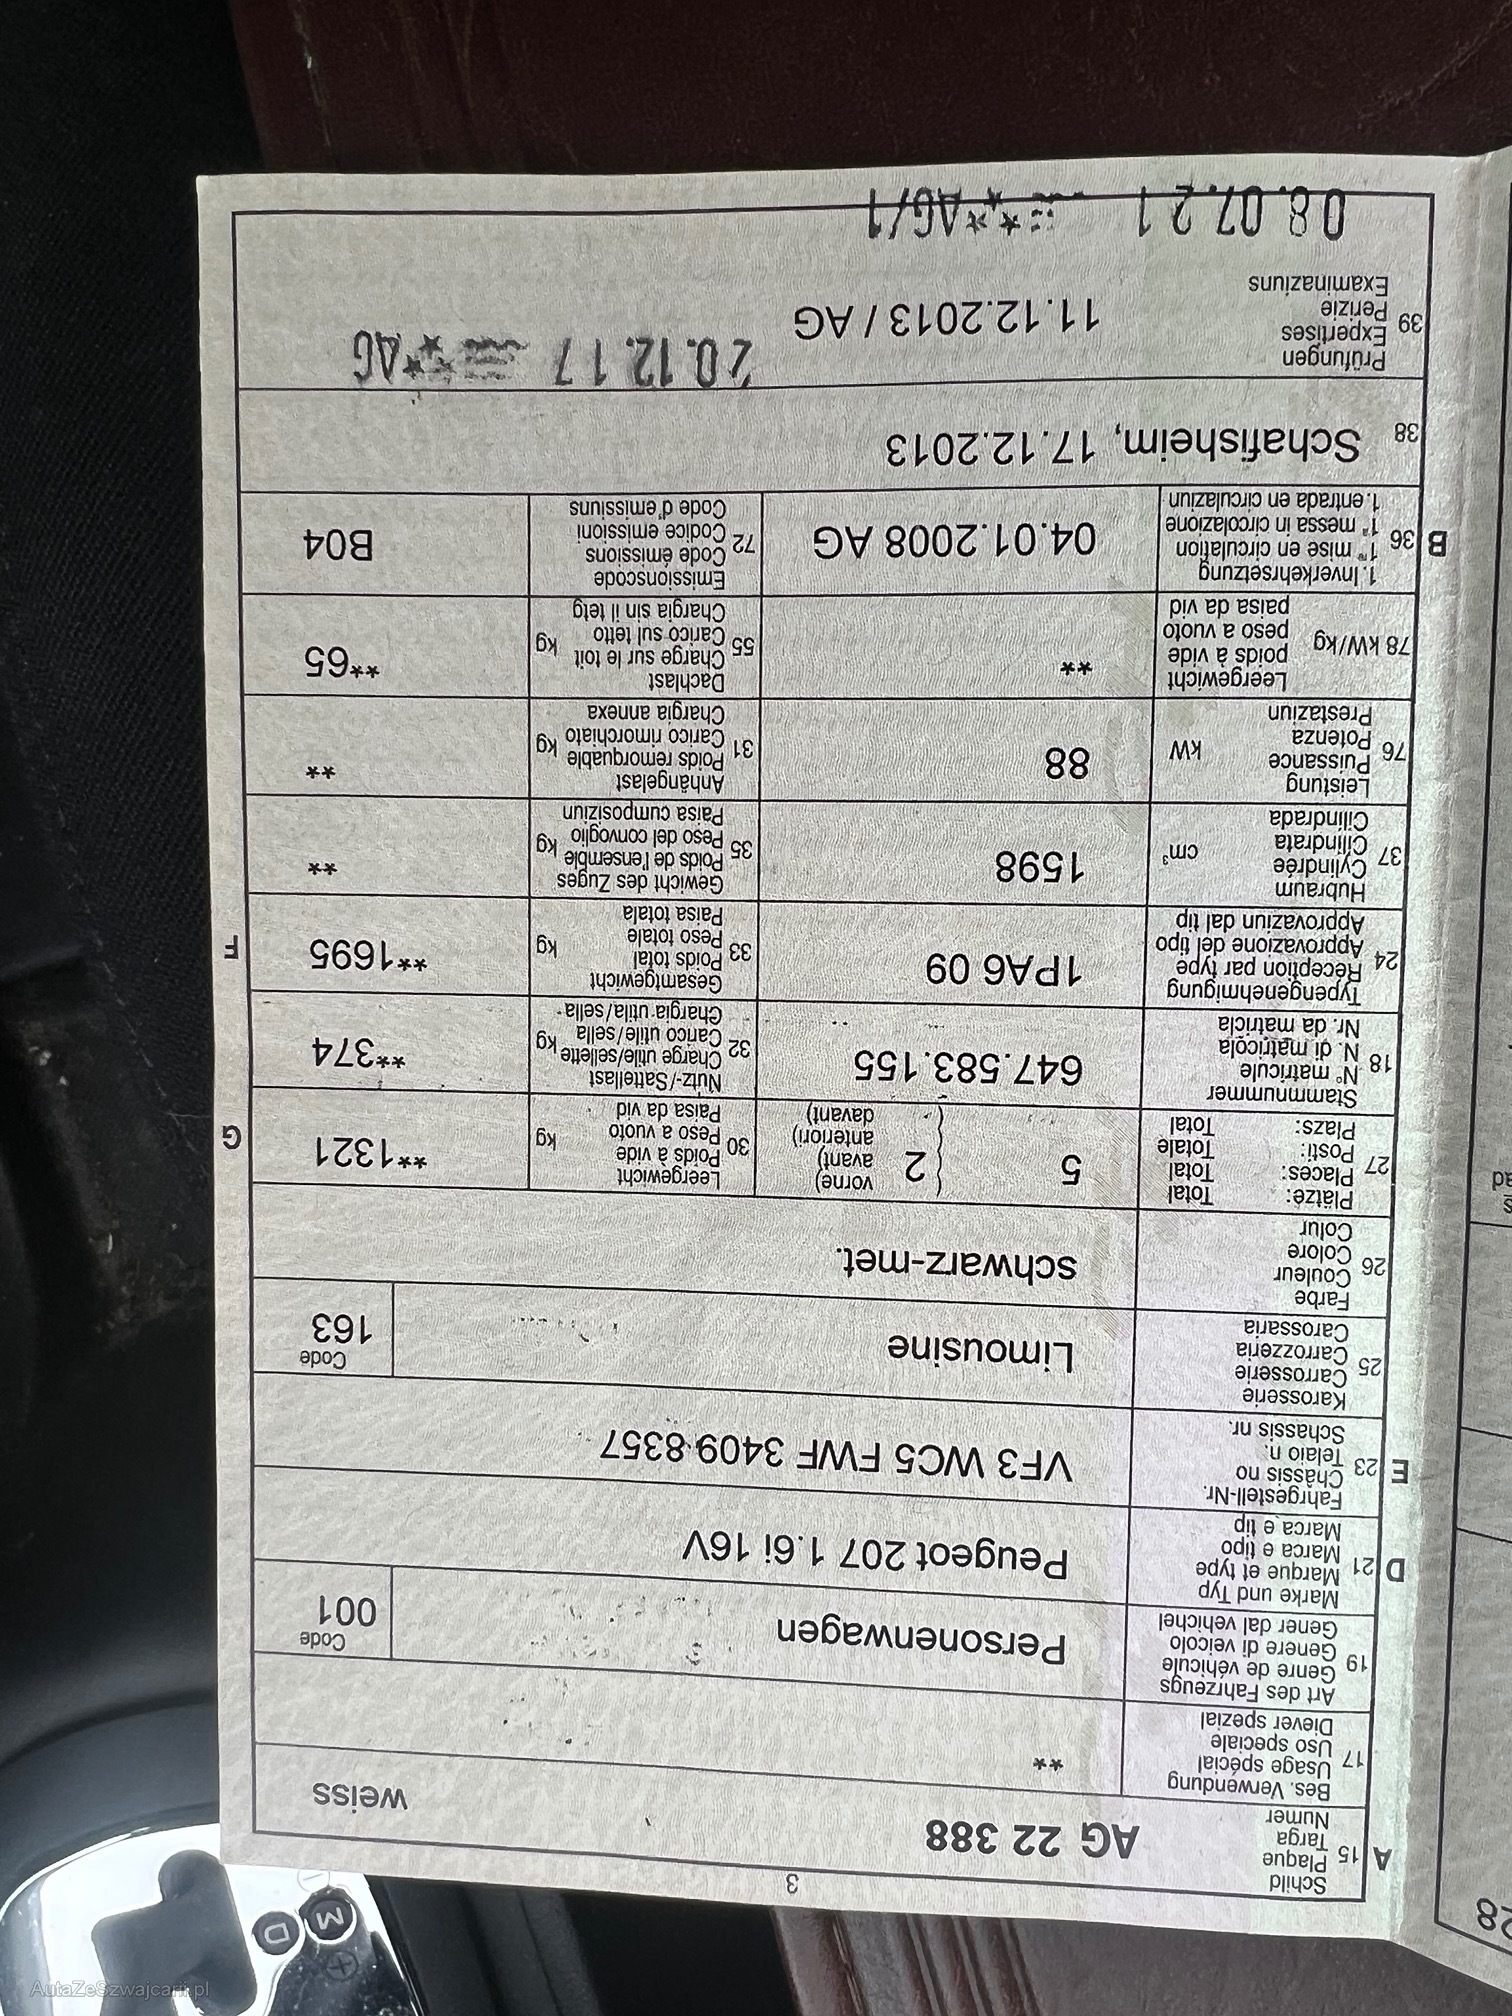 3
A 15 Schild
Plaque
Targa
Numer
AG 22 388
weiss
17 Bes. Verwendung
Usage spécial
Uso speciale
Diever spezial
**
19 Art des Fahrzeugs
Genre de véhicule
Genere di veicolo
Gener dal vehichel
Personenwagen
Code
001
D 21 Marke und Typ
Marque et type
Marca e tipo
Marca e tip
Peugeot 207 1.6i 16V
E 23 Fahrgestell-Nr.
Châssis no
Telaio n.
Schassis nr.
VF3 WC5 FWF 3409 8357
25 Karosserie
Carrosserie
Carrozzeria
Carossaria
Limousine
Code
163
26 Farbe
Couleur
Colore
Colur
schwarz-met.
27 Plätze: Total
Places: Total
Posti: Totale
Plazs: Total
5
2
vorne)
avant)
anteriori)
davant)
30 Leergewicht
Poids à vide
Peso a vuoto kg
Paisa da vid
**1321
G
18 Stammnummer
N° matricule
N. di matricola
Nr. da matricla
647.583.155
32 Nutz-/Sattellast
Charge utile/sellette
Carico utile/sella kg
Chargia utila/sella
**374
24 Typengenehmigung
Réception par type
Approvazione del tipo
Approvaziun dal tip
1PA6 09
33 Gesamtgewicht
Poids total
Peso totale kg
Paisa totala
**1695
F
37 Hubraum
Cylindrée
Cilindrata cm³
Cilindrada
1598
35 Gewicht des Zuges
Poids de l'ensemble
Peso del convoglio kg
Paisa cumposiziun
**
76 Leistung
Puissance
Potenza kW
Prestaziun
88
31 Anhängelast
Poids remorquable
Carico rimorchiato kg
Chargia annexa
**
78 kW/kg Leergewicht
poids à vide
peso a vuoto
paisa da vid
**
55 Dachlast
Charge sur le toit
Carico sul tetto kg
Chargia sin il tetg
**65
B 36 1. Inverkehrsetzung
1re mise en circulation
1a messa in circolazione
1. entrada en circulaziun
04.01.2008 AG
72 Emissionscode
Code émissions
Codice emissioni
Code d'emissiuns
B04
38 Schafisheim, 17.12.2013
39 Prüfungen
Expertises
Perizie
Examinaziuns
11.12.2013 / AG
20.12.17 **AG
08.07.21 **AG/1
M
D
+
−
AutaZeSzwajcarii.pl